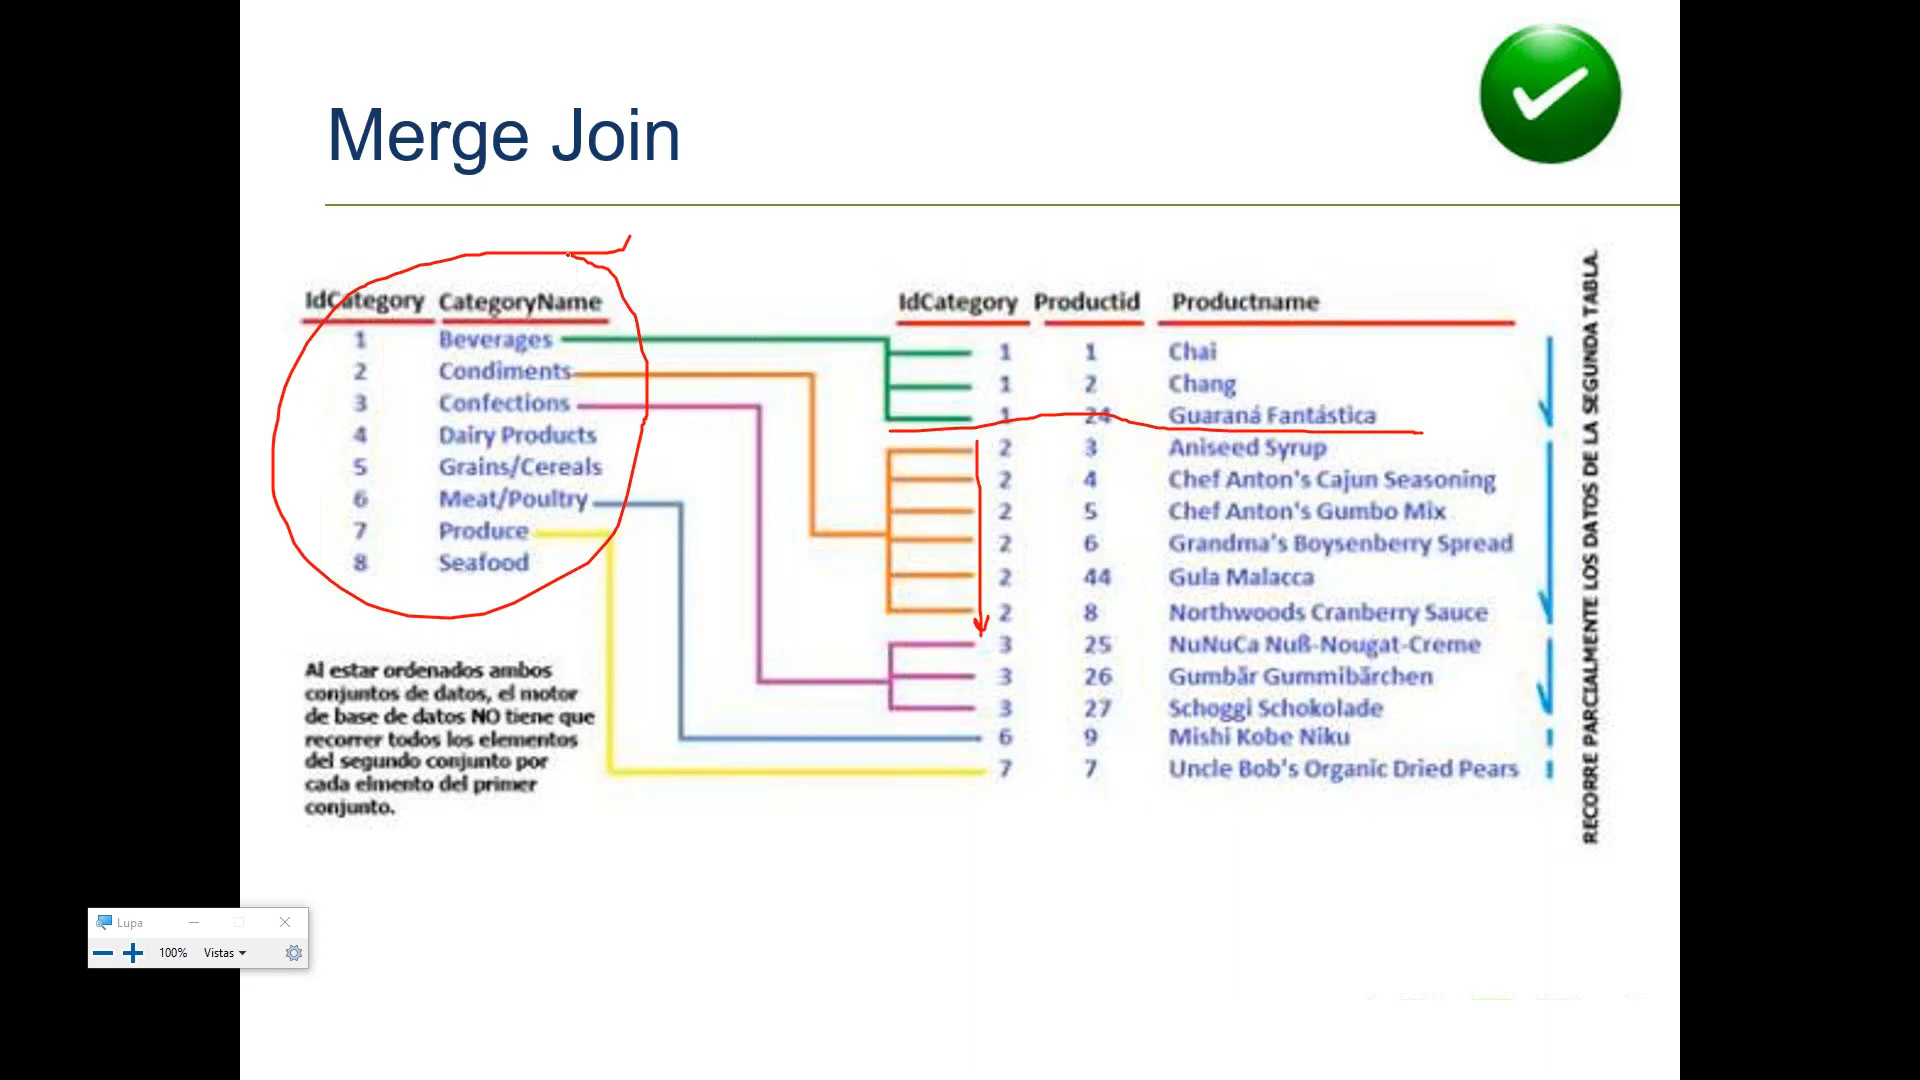 Merge Join
IdCategory CategoryName
1 Beverages
2 Condiments
3 Confections
4 Dairy Products
5 Grains/Cereals
6 Meat/Poultry
7 Produce
8 Seafood
Al estar ordenados ambos
conjuntos de datos, el motor
de base de datos NO tiene que
recorrer todos los elementos
del segundo conjunto por
cada elmento del primer
conjunto.
IdCategory Productid Productname
1 1 Chai
1 2 Chang
1 24 Guaraná Fantástica
2 3 Aniseed Syrup
2 4 Chef Anton's Cajun Seasoning
2 5 Chef Anton's Gumbo Mix
2 6 Grandma's Boysenberry Spread
2 44 Gula Malacca
2 8 Northwoods Cranberry Sauce
3 25 NuNuCa Nuß-Nougat-Creme
3 26 Gumbär Gummibärchen
3 27 Schoggi Schokolade
6 9 Mishi Kobe Niku
7 7 Uncle Bob's Organic Dried Pears
RECORRE PARCIALMENTE LOS DATOS DE LA SEGUNDA TABLA.
Lupa
100% Vistas